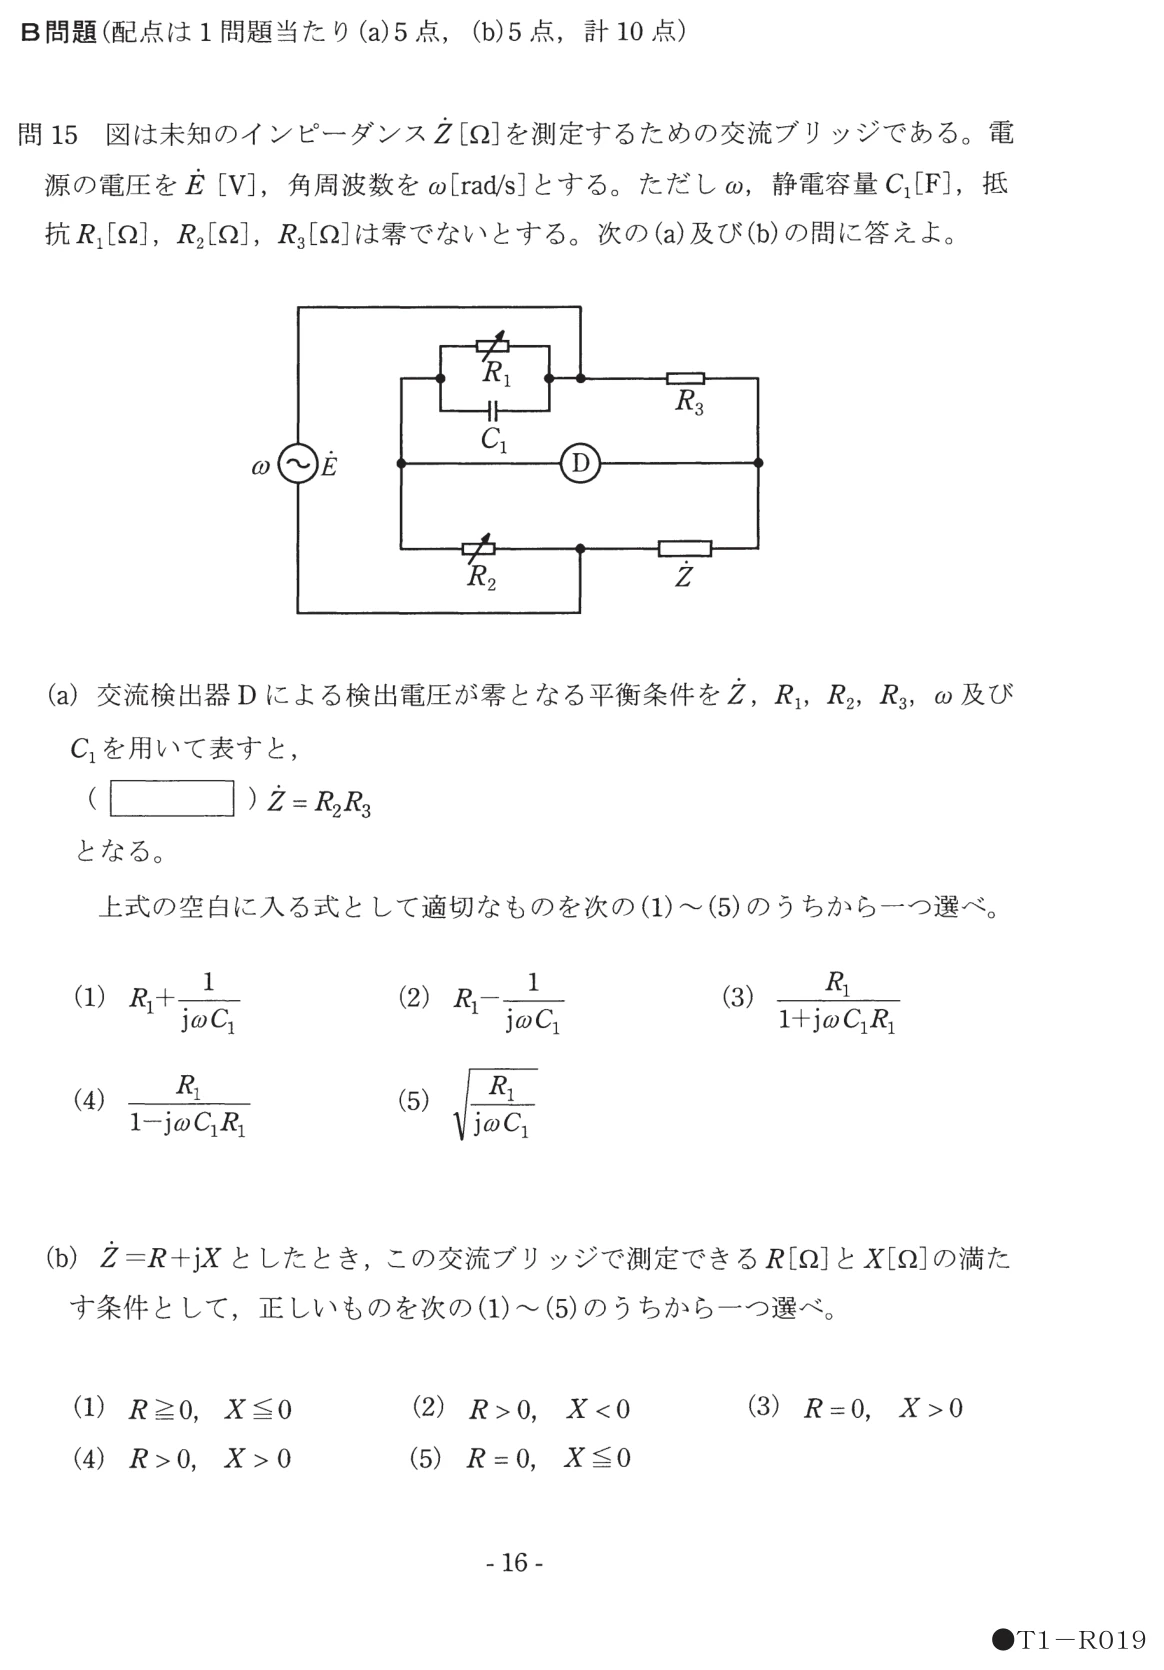 B問題(配点は1問題当たり(a)5点，(b)5点，計10点)
問15　図は未知のインピーダンスŻ[Ω]を測定するための交流ブリッジである。電
源の電圧をĖ [V]，角周波数をω[rad/s]とする。ただしω，静電容量C₁[F]，抵
抗R₁[Ω]，R₂[Ω]，R₃[Ω]は零でないとする。次の(a)及び(b)の問に答えよ。
R₁
R₃
C₁
ω Ė
D
R₂
Ż
(a) 交流検出器Dによる検出電圧が零となる平衡条件をŻ，R₁，R₂，R₃，ω及び
C₁を用いて表すと，
(　　　)Ż = R₂R₃
となる。
上式の空白に入る式として適切なものを次の(1)～(5)のうちから一つ選べ。
(1) R₁+1/(jωC₁) (2) R₁−1/(jωC₁) (3) R₁/(1+jωC₁R₁)
(4) R₁/(1−jωC₁R₁) (5) √(R₁/(jωC₁))
(b) Ż=R+jXとしたとき，この交流ブリッジで測定できるR[Ω]とX[Ω]の満た
す条件として，正しいものを次の(1)～(5)のうちから一つ選べ。
(1) R≧0, X≦0 (2) R>0, X<0 (3) R=0, X>0
(4) R>0, X>0 (5) R=0, X≦0
- 16 -
●T1－R019